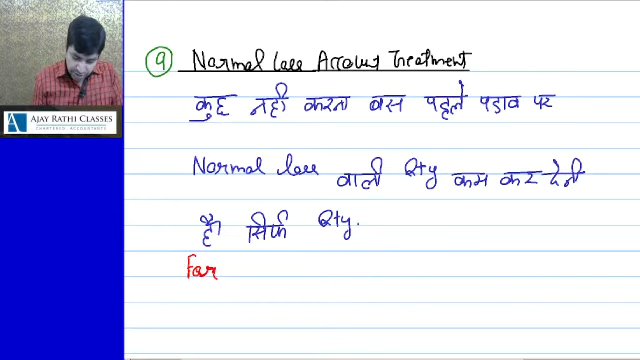 AJAY RATHI CLASSES
CHARTERED ACCOUNTANTS
9 Normal Loss Account Treatment
कुछ नहीं करना बस पहले पड़ाव पर
Normal Loss वाली Qty कम कर देनी
है। सिर्फ Qty.
For